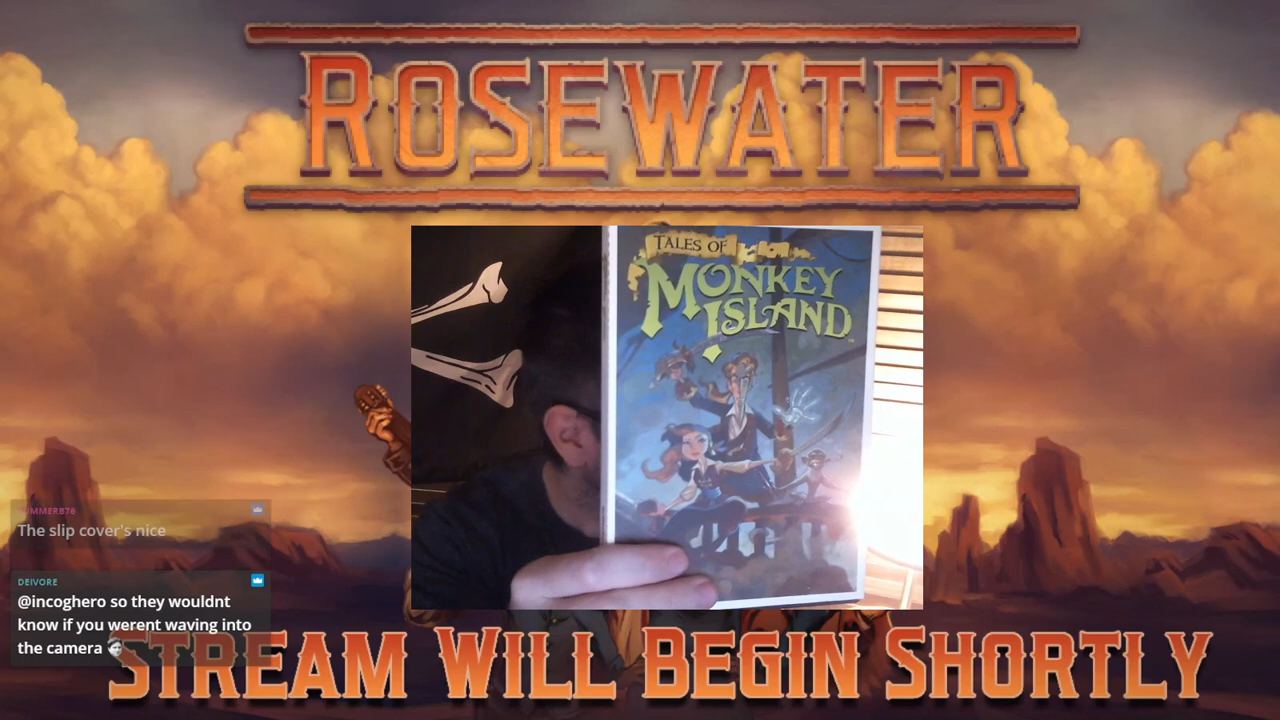 ROSEWATER
TALES OF
MONKEY
ISLAND
The slip cover's nice
DEIVORE
@incoghero so they wouldnt
know if you werent waving into
the camera
STREAM WILL BEGIN SHORTLY